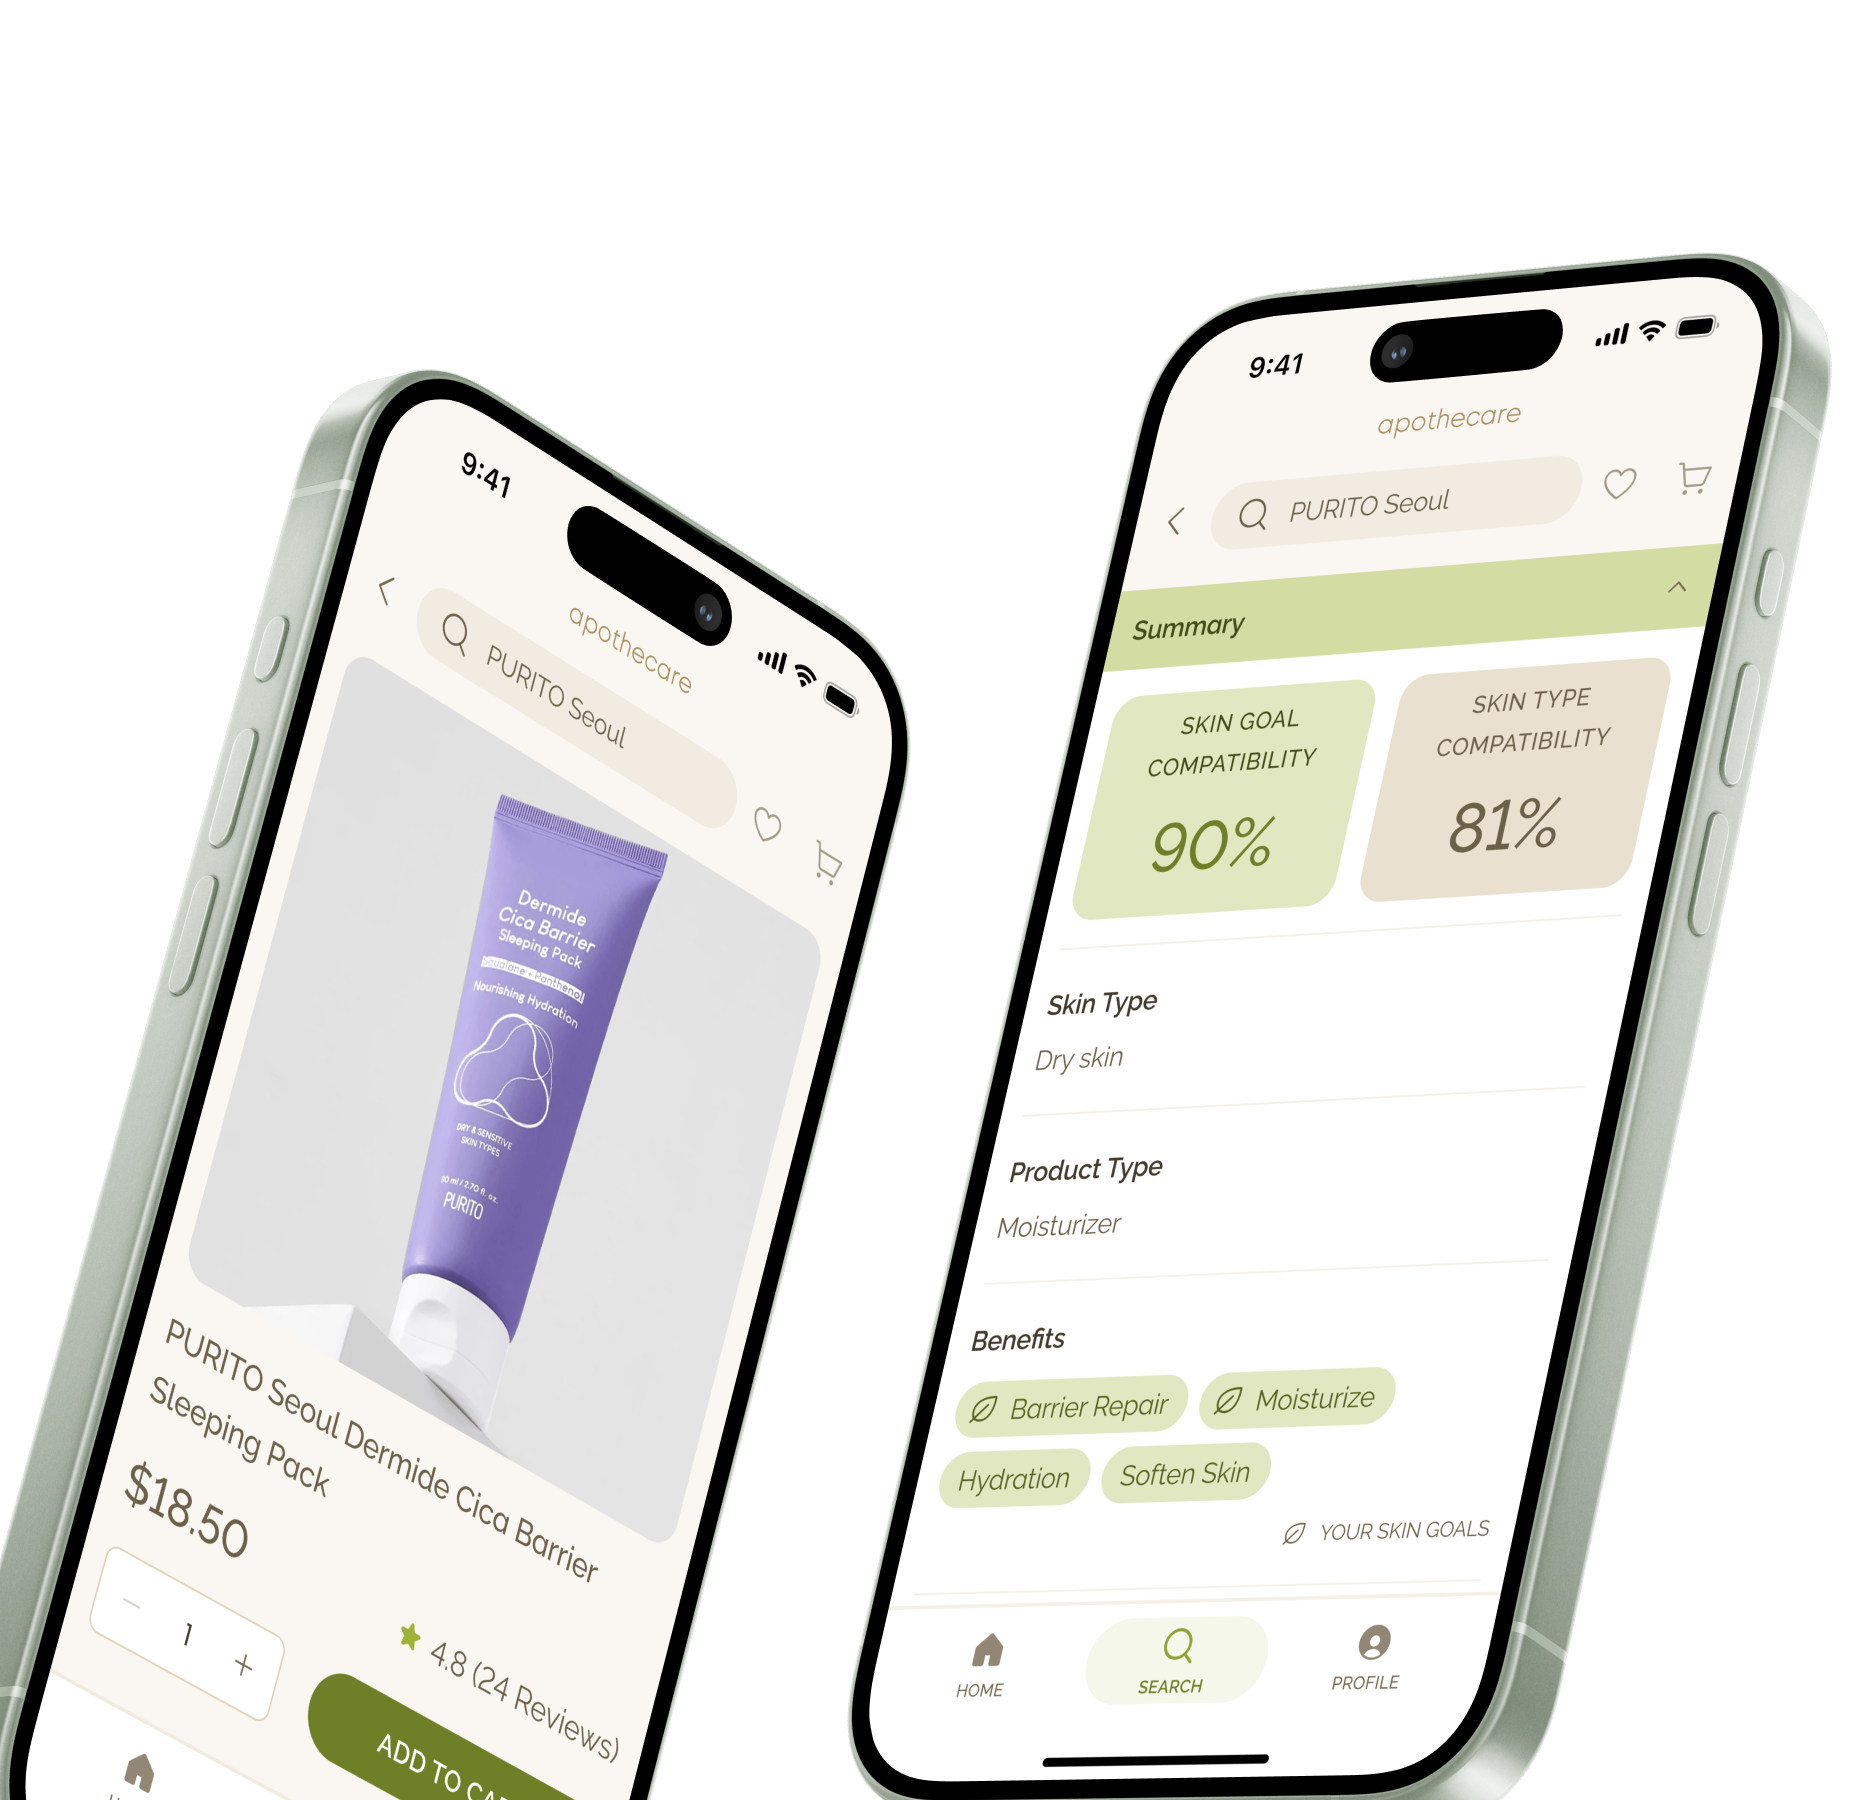 9:41
apothecare
PURITO Seoul
Dermide
Cica Barrier
Sleeping Pack
Squalane + Panthenol
Nourishing Hydration
DRY & SENSITIVE
SKIN TYPES
80 ml / 2.70 fl. oz.
PURITO
PURITO Seoul Dermide Cica Barrier
Sleeping Pack
$18.50
1
4.8 (24 Reviews)
ADD TO
9:41
apothecare
PURITO Seoul
Summary
SKIN GOAL
COMPATIBILITY
90%
SKIN TYPE
COMPATIBILITY
81%
Skin Type
Dry skin
Product Type
Moisturizer
Benefits
Barrier Repair
Moisturize
Hydration
Soften Skin
YOUR SKIN GOALS
HOME
SEARCH
PROFILE